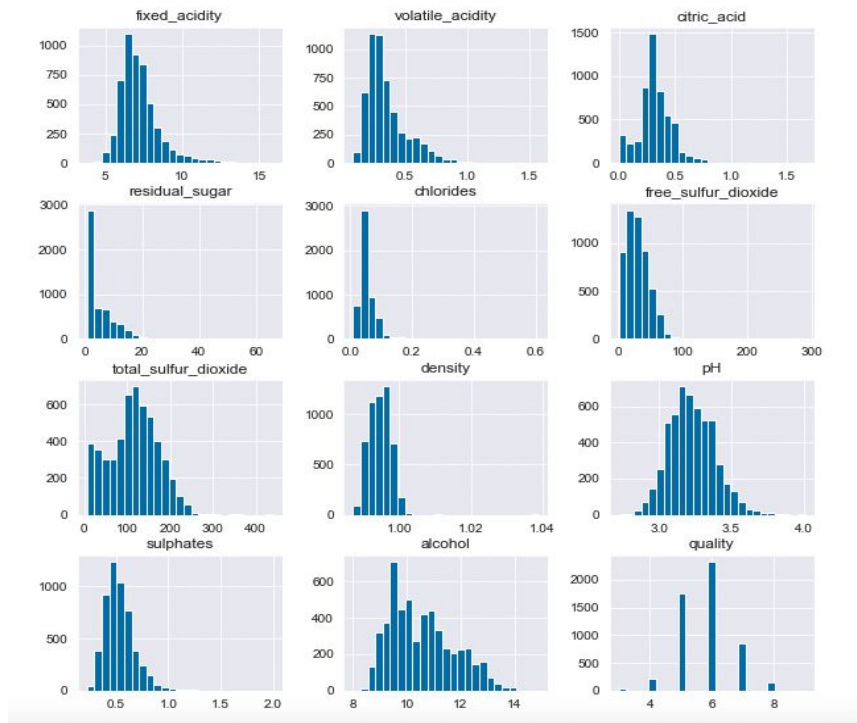 fixed_acidity volatile_acidity citric_acid
1000 750 500 250 0
5 10 15
1000 500 0
0.5 1.0 1.5
1500 1000 500 0
0.0 0.5 1.0 1.5
residual_sugar chlorides free_sulfur_dioxide
3000 2000 1000 0
0 20 40 60
3000 2000 1000 0
0.0 0.2 0.4 0.6
1000 500 0
0 100 200 300
total_sulfur_dioxide density pH
600 400 200 0
0 100 200 300 400
1000 500 0
1.00 1.02 1.04
600 400 200 0
3.0 3.5 4.0
sulphates alcohol quality
1000 500 0
0.5 1.0 1.5 2.0
600 400 200 0
8 10 12 14
2000 1500 1000 500 0
4 6 8